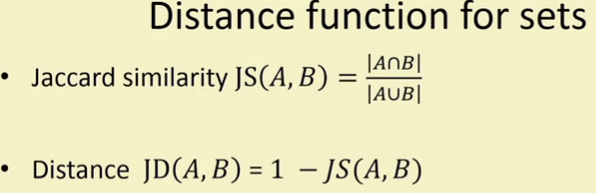 Distance function for sets
• Jaccard similarity JS(A, B) = |A∩B| / |A∪B|
• Distance JD(A, B) = 1 − JS(A, B)